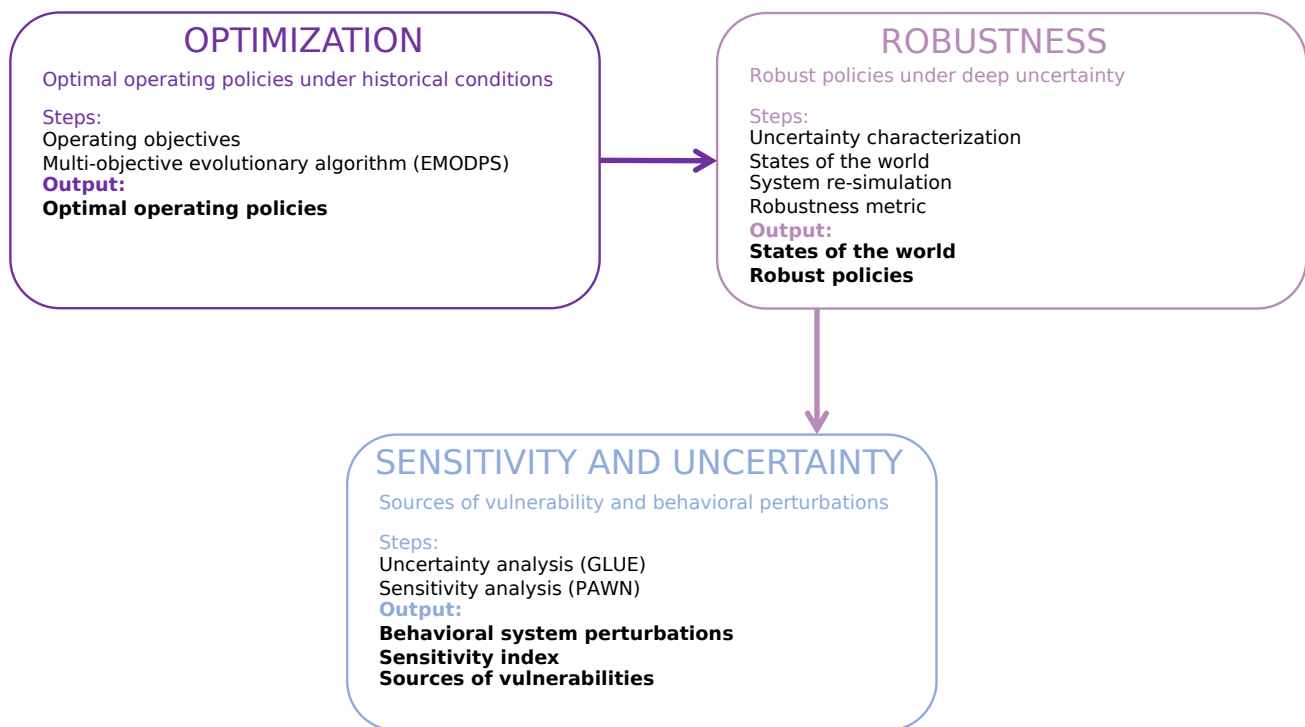 OPTIMIZATION
Optimal operating policies under historical conditions
Steps:
Operating objectives
Multi-objective evolutionary algorithm (EMODPS)
Output:
Optimal operating policies
ROBUSTNESS
Robust policies under deep uncertainty
Steps:
Uncertainty characterization
States of the world
System re-simulation
Robustness metric
Output:
States of the world
Robust policies
SENSITIVITY AND UNCERTAINTY
Sources of vulnerability and behavioral perturbations
Steps:
Uncertainty analysis (GLUE)
Sensitivity analysis (PAWN)
Output:
Behavioral system perturbations
Sensitivity index
Sources of vulnerabilities